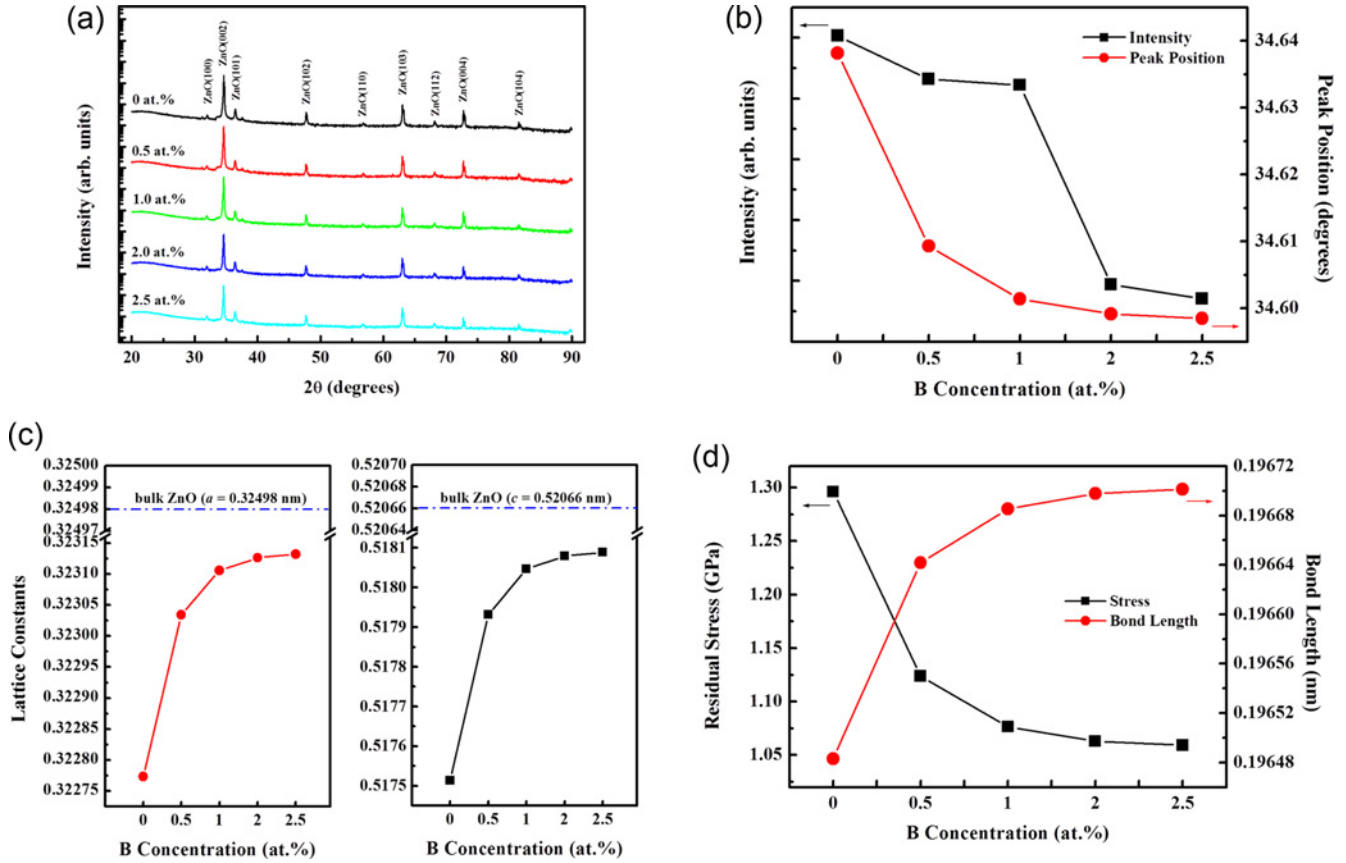 (a)
Intensity (arb. units)
ZnO(100)
ZnO(002)
ZnO(101)
ZnO(102)
ZnO(110)
ZnO(103)
ZnO(112)
ZnO(004)
ZnO(104)
0 at.%
0.5 at.%
1.0 at.%
2.0 at.%
2.5 at.%
20 30 40 50 60 70 80 90
2θ (degrees)
(b)
Intensity (arb. units)
Intensity
Peak Position
34.64
34.63
34.62
34.61
34.60
Peak Position (degrees)
0 0.5 1 2 2.5
B Concentration (at.%)
(c)
Lattice Constants
0.32500
0.32499
0.32498
0.32497
0.32315
0.32310
0.32305
0.32300
0.32295
0.32290
0.32285
0.32280
0.32275
bulk ZnO (a = 0.32498 nm)
0 0.5 1 2 2.5
B Concentration (at.%)
0.52070
0.52068
0.52066
0.52064
0.5181
0.5180
0.5179
0.5178
0.5177
0.5176
0.5175
bulk ZnO (c = 0.52066 nm)
0 0.5 1 2 2.5
B Concentration (at.%)
(d)
Residual Stress (GPa)
1.30
1.25
1.20
1.15
1.10
1.05
Stress
Bond Length
0.19672
0.19668
0.19664
0.19660
0.19656
0.19652
0.19648
Bond Length (nm)
0 0.5 1 2 2.5
B Concentration (at.%)